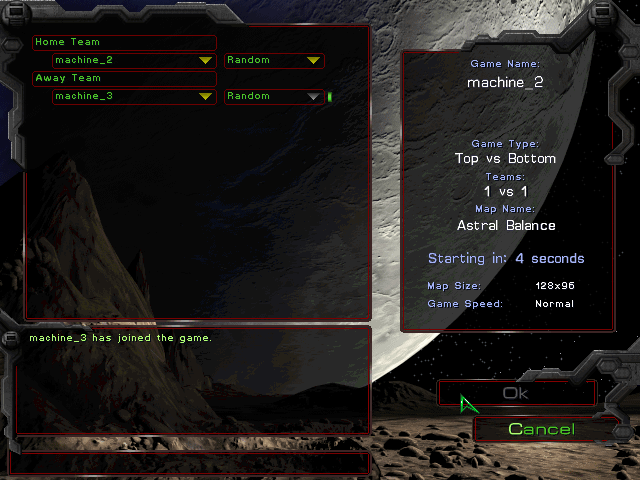 Home Team
machine_2 Random
Away Team
machine_3 Random
machine_3 has joined the game.
Game Name:
machine_2
Game Type:
Top vs Bottom
Teams:
1 vs 1
Map Name:
Astral Balance
Starting in: 4 seconds
Map Size: 128x96
Game Speed: Normal
Ok
Cancel